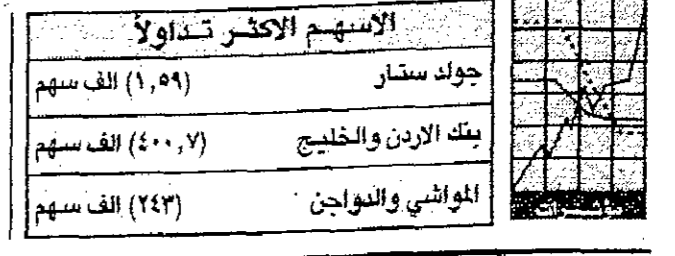 الاسهم الاكثر تداولاً
جولد ستار (١,٥٩) الف سهم
بنك الاردن والخليج (٤٠٠,٧) الف سهم
المواشي والدواجن (٢٤٣) الف سهم